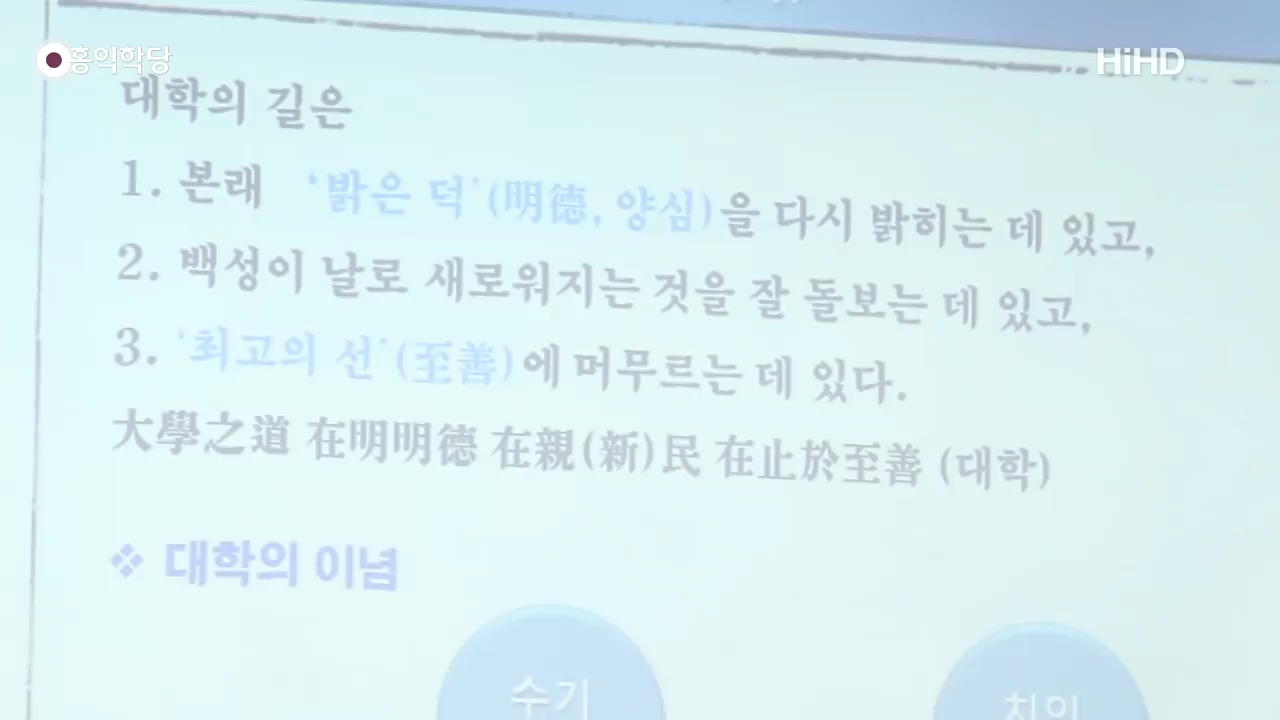 홍익학당
HiHD
대학의 길은
1. 본래 '밝은 덕'(明德, 양심)을 다시 밝히는 데 있고,
2. 백성이 날로 새로워지는 것을 잘 돌보는 데 있고,
3. '최고의 선'(至善)에 머무르는 데 있다.
大學之道 在明明德 在親(新)民 在止於至善 (대학)
❖ 대학의 이념
수기
치인